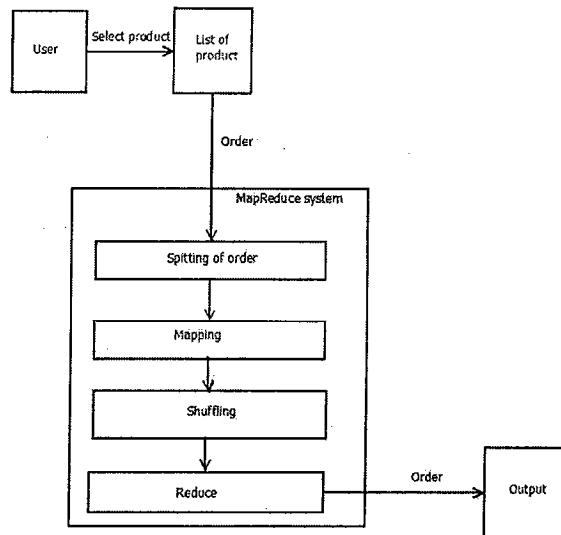 User
Select product
List of
product
Order
MapReduce system
Spitting of order
Mapping
Shuffling
Reduce
Order
Output